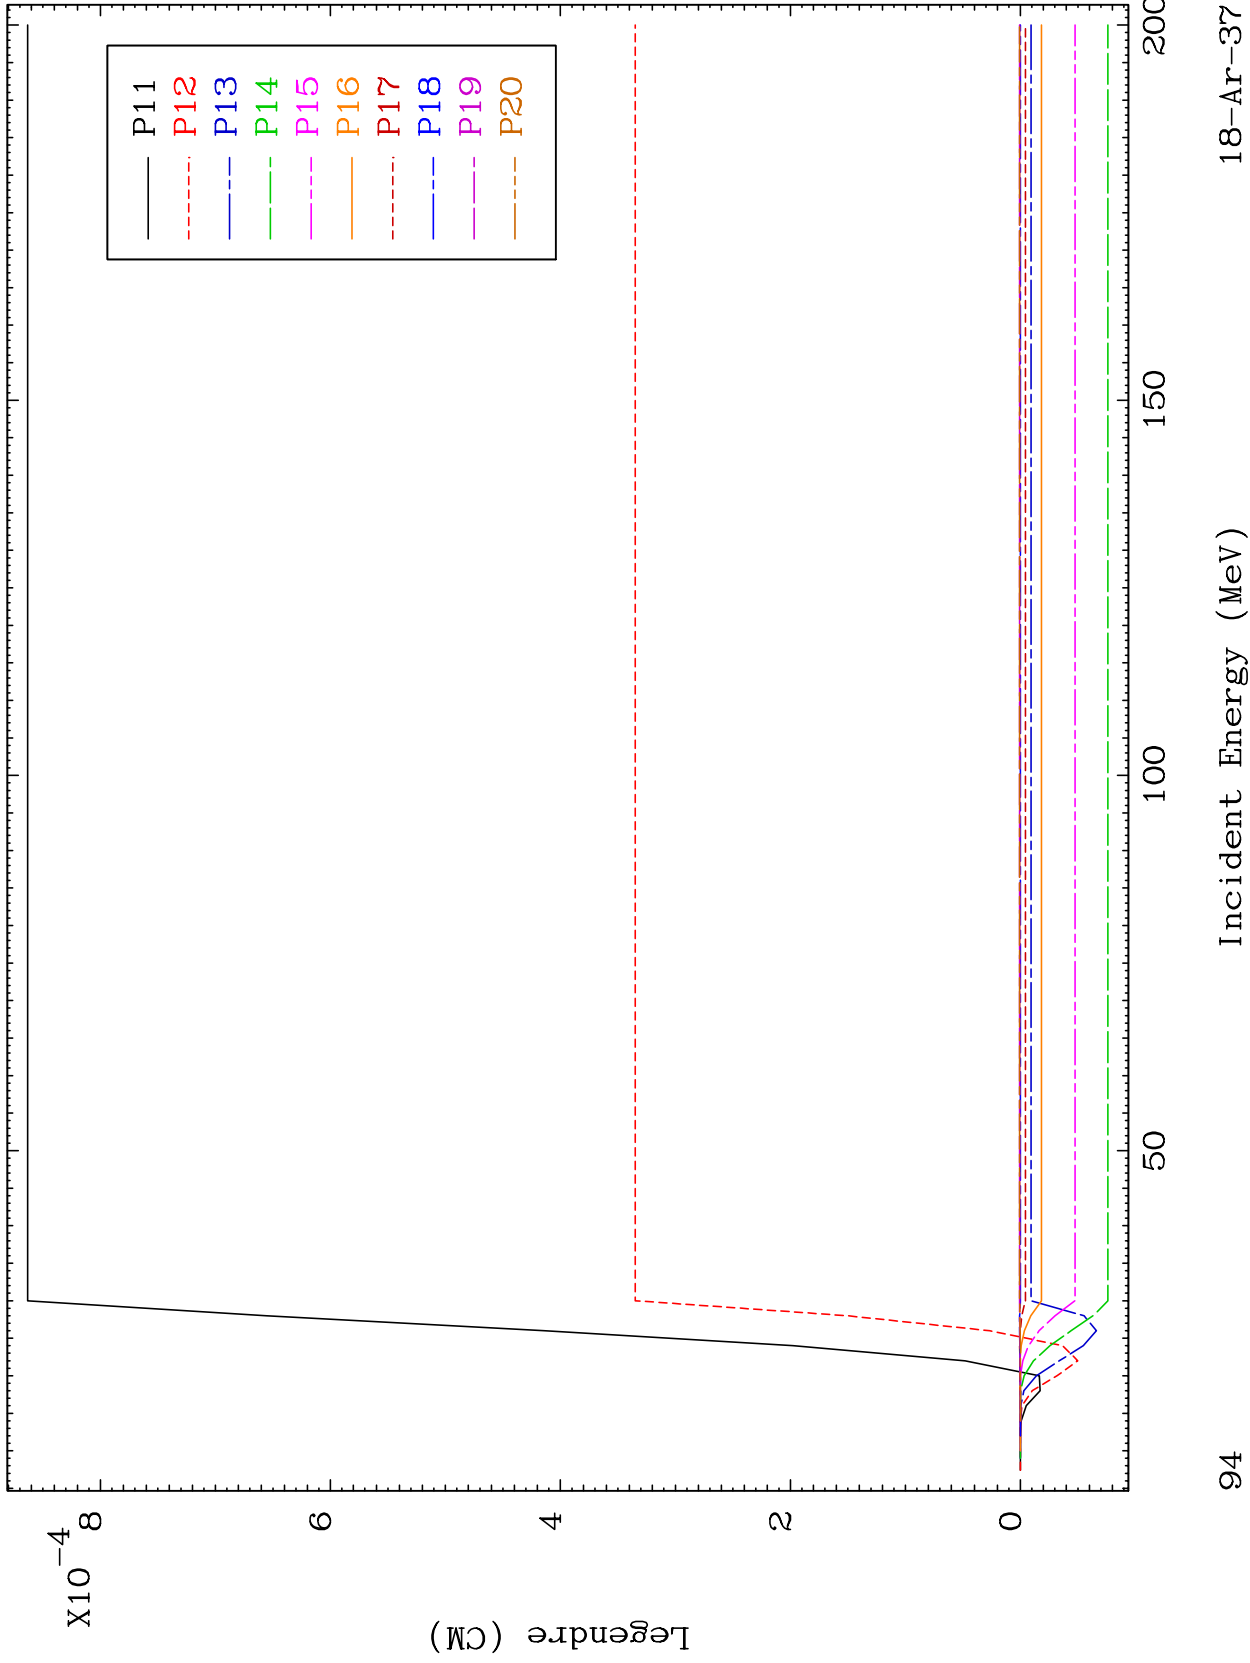 X10-4
8
6
4
2
0
Legendre (CM)
P11
P12
P13
P14
P15
P16
P17
P18
P19
P20
50
100
150
200
Incident Energy (MeV)
94
18-Ar-37